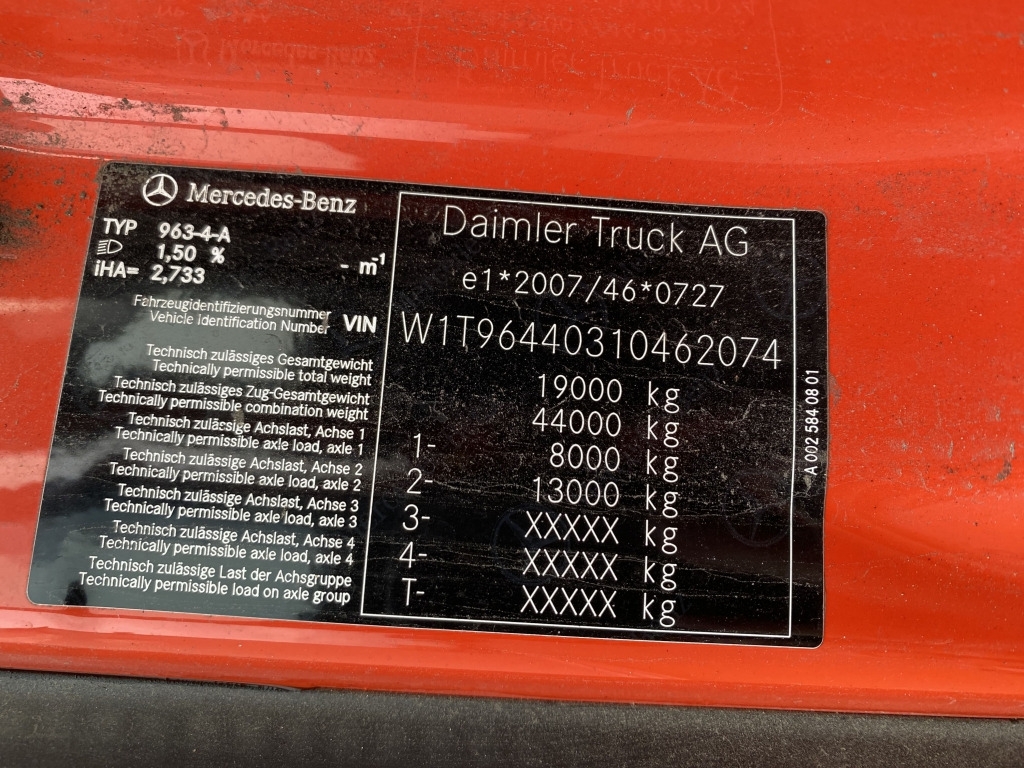 Mercedes-Benz
TYP 963-4-A
1,50 %
iHA= 2,733 - m-1
Fahrzeugidentifizierungsnummer
Vehicle Identification Number VIN
Technisch zulässiges Gesamtgewicht
Technically permissible total weight
Technisch zulässiges Zug-Gesamtgewicht
Technically permissible combination weight
Technisch zulässige Achslast, Achse 1
Technically permissible axle load, axle 1
Technisch zulässige Achslast, Achse 2
Technically permissible axle load, axle 2
Technisch zulässige Achslast, Achse 3
Technically permissible axle load, axle 3
Technisch zulässige Achslast, Achse 4
Technically permissible axle load, axle 4
Technisch zulässige Last der Achsgruppe
Technically permissible load on axle group
Daimler Truck AG
e1*2007/46*0727
W1T96440310462074
19000 kg
44000 kg
1- 8000 kg
2- 13000 kg
3- XXXXX kg
4- XXXXX kg
T- XXXXX kg
A 002 584 08 01